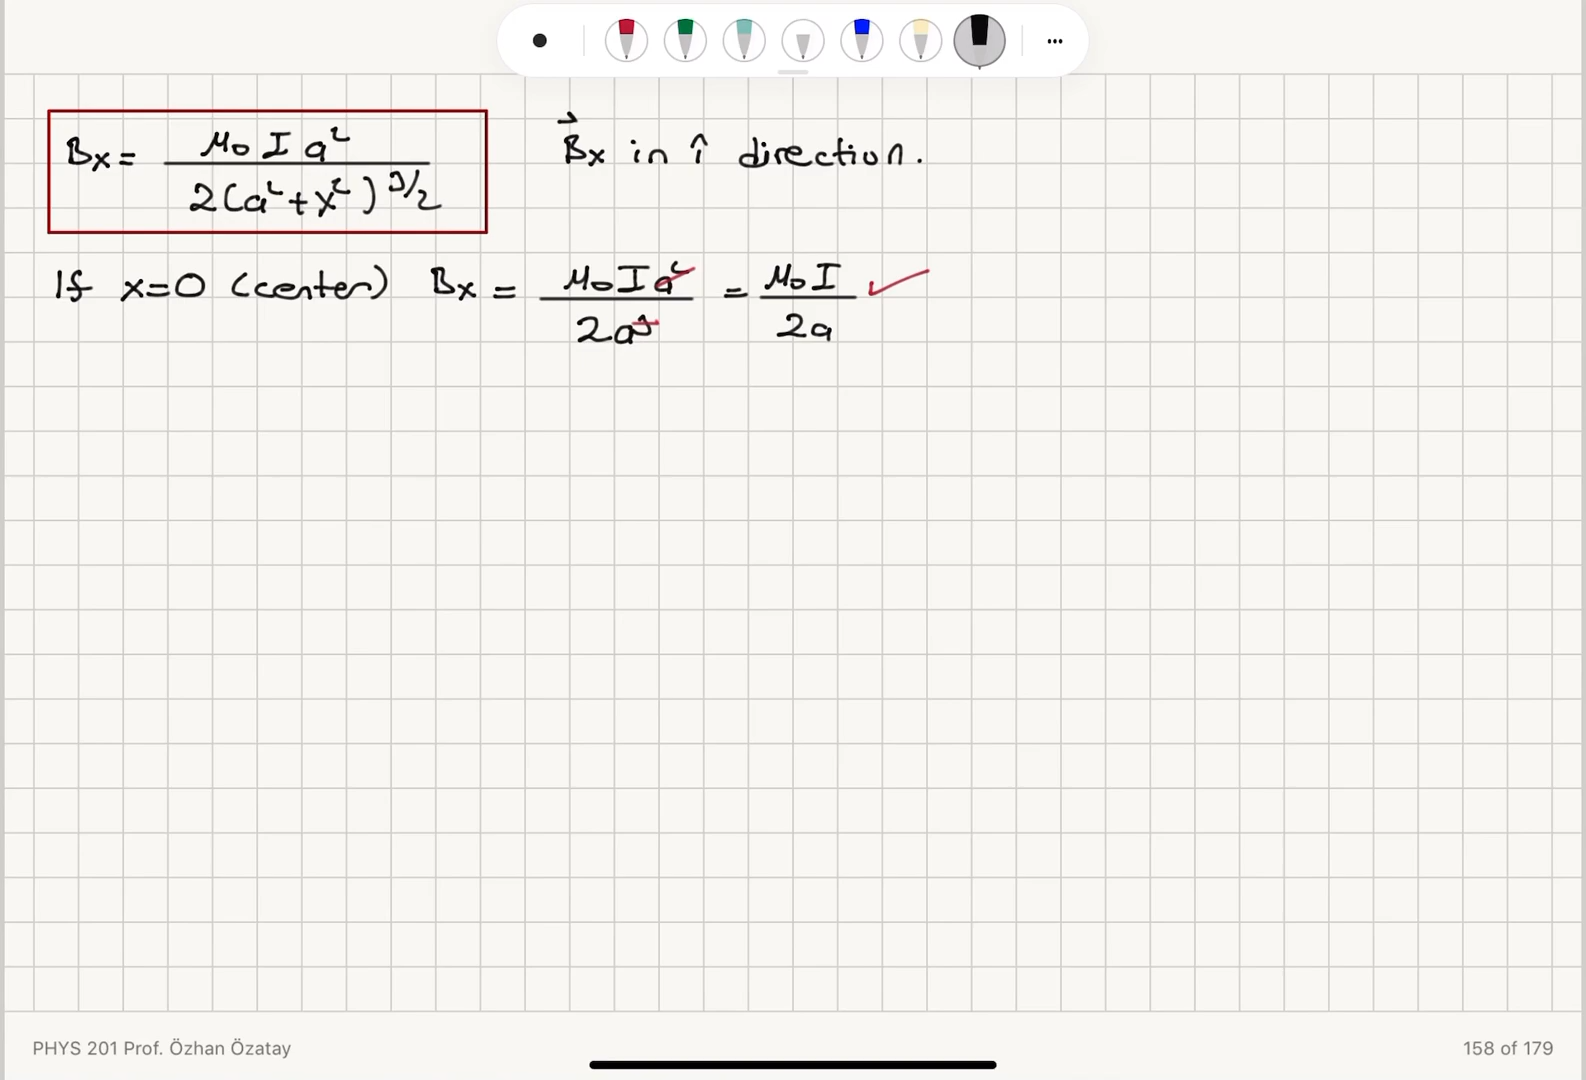 Bx = μ₀ I a² / 2(a²+x²)^3/2
B⃗x in î direction.
If x=0 (center) Bx = μ₀ I a² / 2a³ = μ₀ I / 2a ✓
PHYS 201 Prof. Özhan Özatay
158 of 179